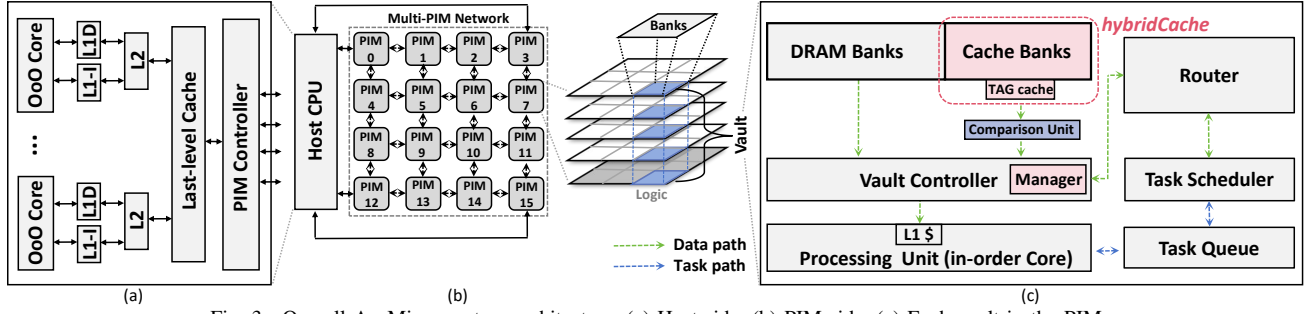 OoO Core
L1D
L1-I
L2
...
OoO Core
L1D
L1-I
L2
Last-level Cache
PIM Controller
(a)
Host CPU
Multi-PIM Network
PIM 0
PIM 1
PIM 2
PIM 3
PIM 4
PIM 5
PIM 6
PIM 7
PIM 8
PIM 9
PIM 10
PIM 11
PIM 12
PIM 13
PIM 14
PIM 15
(b)
Banks
Vault
Logic
Data path
Task path
hybridCache
DRAM Banks
Cache Banks
TAG cache
Comparison Unit
Vault Controller
Manager
L1 $
Processing Unit (in-order Core)
Router
Task Scheduler
Task Queue
(c)